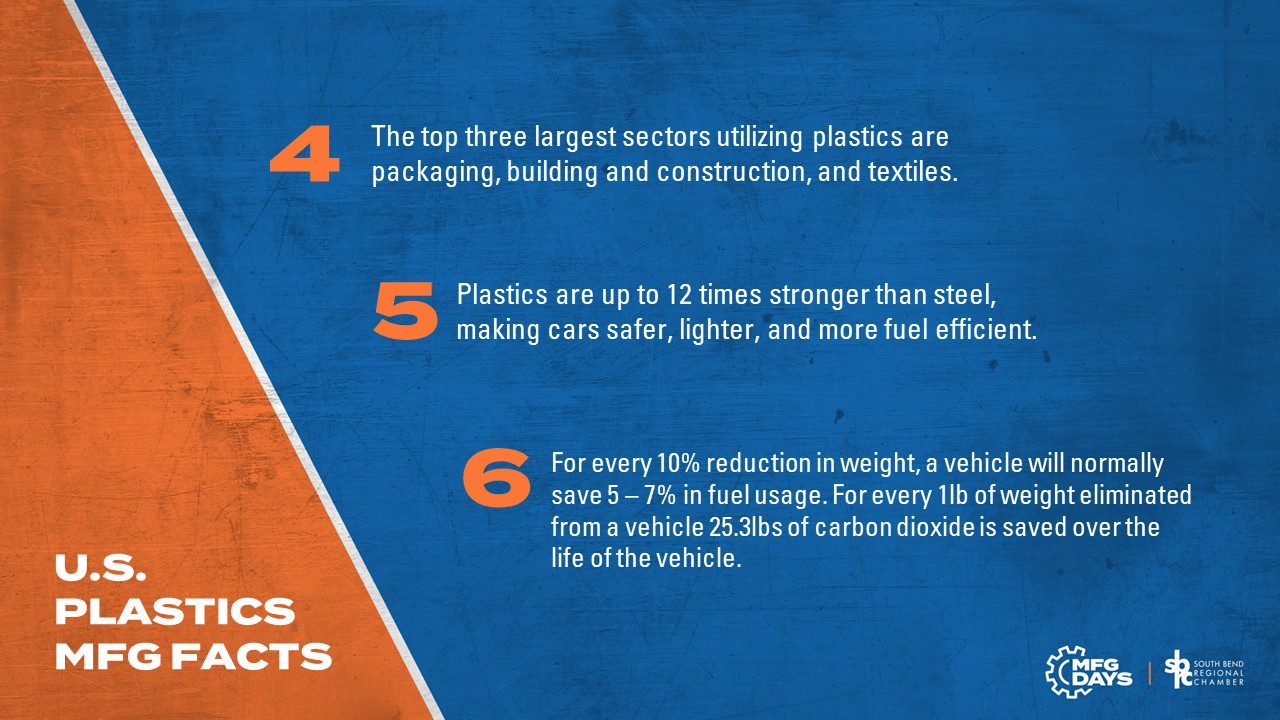 4
The top three largest sectors utilizing plastics are
packaging, building and construction, and textiles.
5
Plastics are up to 12 times stronger than steel,
making cars safer, lighter, and more fuel efficient.
6
For every 10% reduction in weight, a vehicle will normally
save 5 – 7% in fuel usage. For every 1lb of weight eliminated
from a vehicle 25.3lbs of carbon dioxide is saved over the
life of the vehicle.
U.S.
PLASTICS
MFG FACTS
MFG
DAYS
sbrc
SOUTH BEND
REGIONAL
CHAMBER